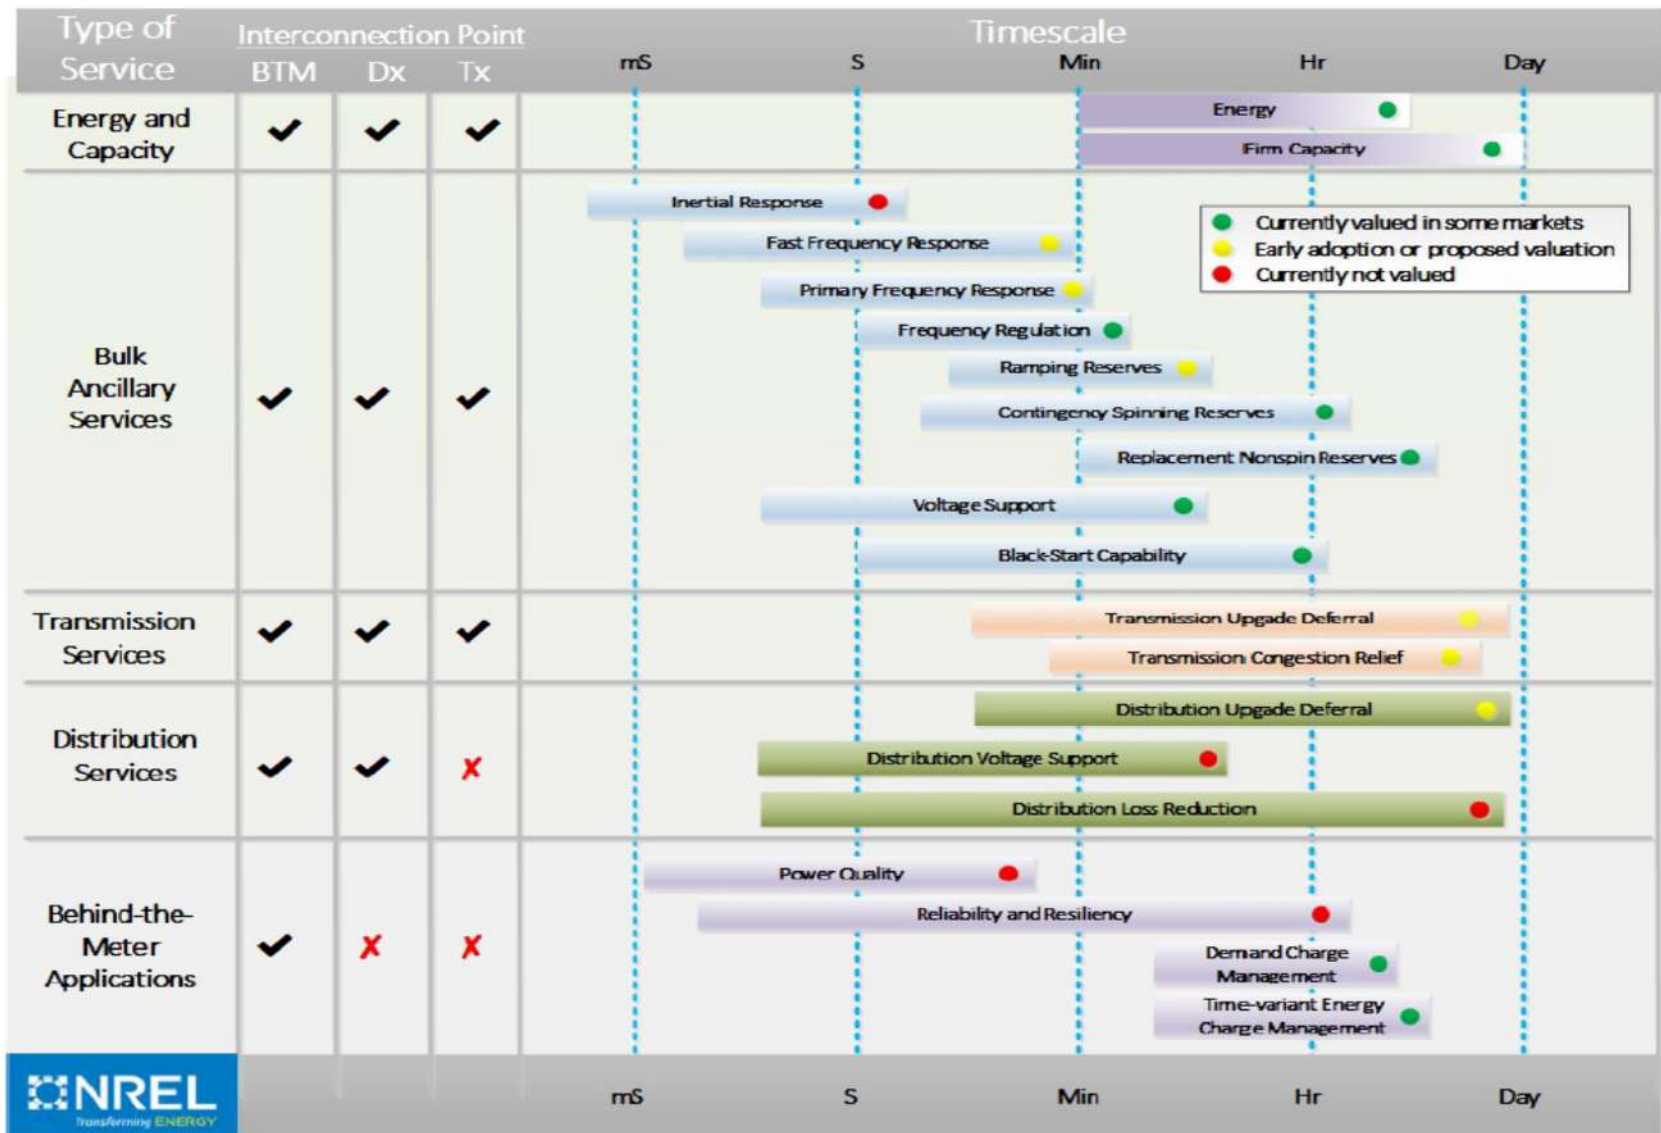 Type of
Service
Interconnection Point
BTM Dx Tx
Timescale
mS S Min Hr Day
Energy and
Capacity
Energy
Firm Capacity
Bulk
Ancillary
Services
Inertial Response
Currently valued in some markets
Early adoption or proposed valuation
Currently not valued
Fast Frequency Response
Primary Frequency Response
Frequency Regulation
Ramping Reserves
Contingency Spinning Reserves
Replacement Nonspin Reserves
Voltage Support
Black-Start Capability
Transmission
Services
Transmission Upgade Deferral
Transmission Congestion Relief
Distribution
Services
Distribution Upgade Deferral
Distribution Voltage Support
Distribution Loss Reduction
Behind-the-
Meter
Applications
Power Quality
Reliability and Resiliency
Demand Charge
Management
Time-variant Energy
Charge Management
NREL
Transforming ENERGY
mS S Min Hr Day